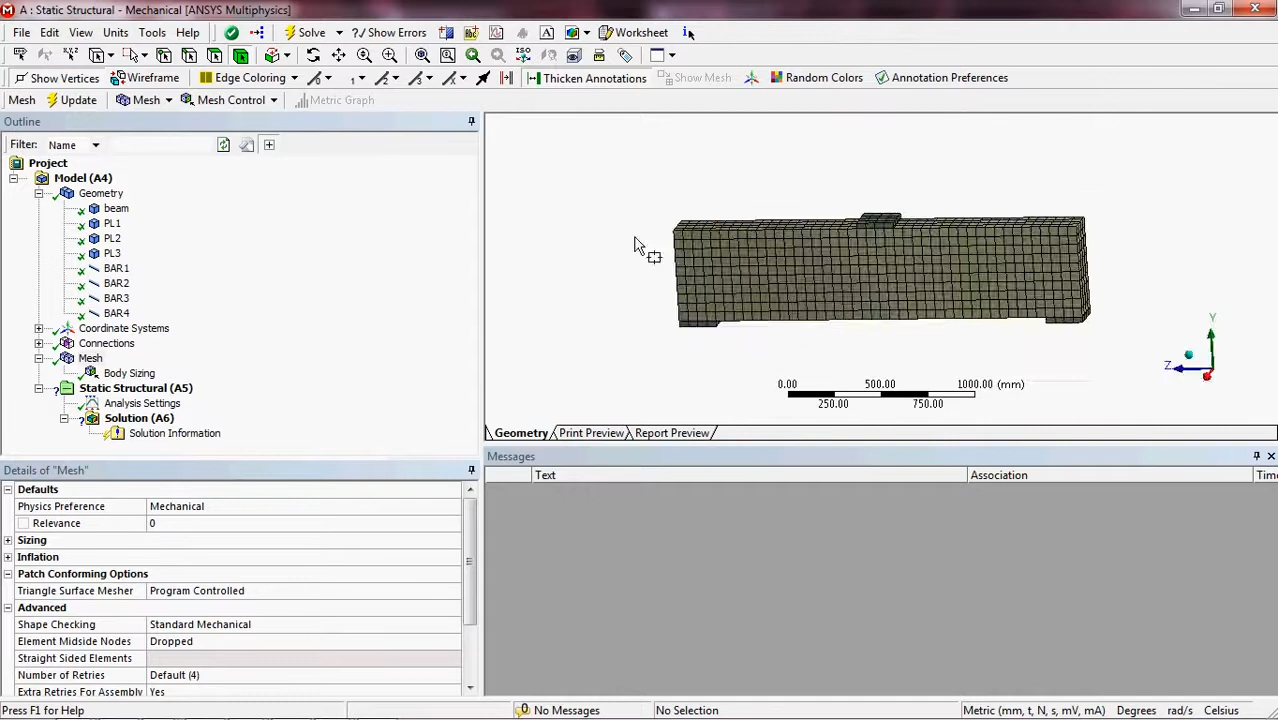 A : Static Structural - Mechanical [ANSYS Multiphysics]
File Edit View Units Tools Help Solve Show Errors Worksheet
Show Vertices Wireframe Edge Coloring Thicken Annotations Show Mesh Random Colors Annotation Preferences
Mesh Update Mesh Mesh Control Metric Graph
Outline
Filter: Name
Project
Model (A4)
Geometry
beam
PL1
PL2
PL3
BAR1
BAR2
BAR3
BAR4
Coordinate Systems
Connections
Mesh
Body Sizing
Static Structural (A5)
Analysis Settings
Solution (A6)
Solution Information
Details of "Mesh"
Defaults
Physics Preference Mechanical
Relevance 0
Sizing
Inflation
Patch Conforming Options
Triangle Surface Mesher Program Controlled
Advanced
Shape Checking Standard Mechanical
Element Midside Nodes Dropped
Straight Sided Elements
Number of Retries Default (4)
Extra Retries For Assembly Yes
Y
Z
0.00 500.00 1000.00 (mm)
250.00 750.00
Geometry Print Preview Report Preview
Messages
Text Association Time
Press F1 for Help No Messages No Selection Metric (mm, t, N, s, mV, mA) Degrees rad/s Celsius